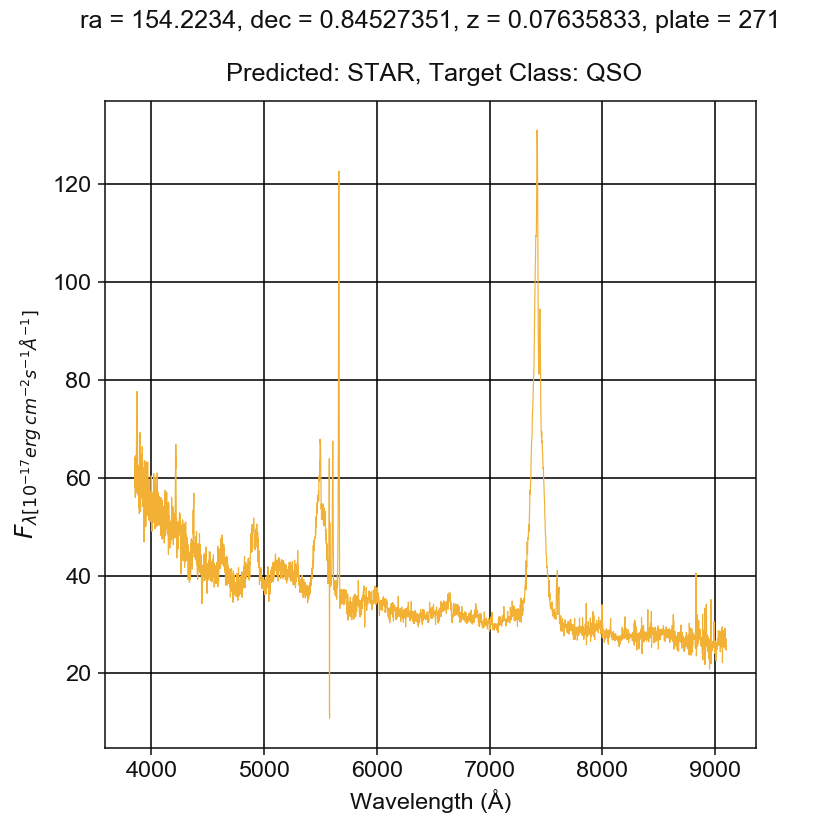 ra = 154.2234, dec = 0.84527351, z = 0.07635833, plate = 271
Predicted: STAR, Target Class: QSO
F_λ[10^{-17} erg cm^{-2} s^{-1} Å^{-1}]
120
100
80
60
40
20
4000 5000 6000 7000 8000 9000
Wavelength (Å)